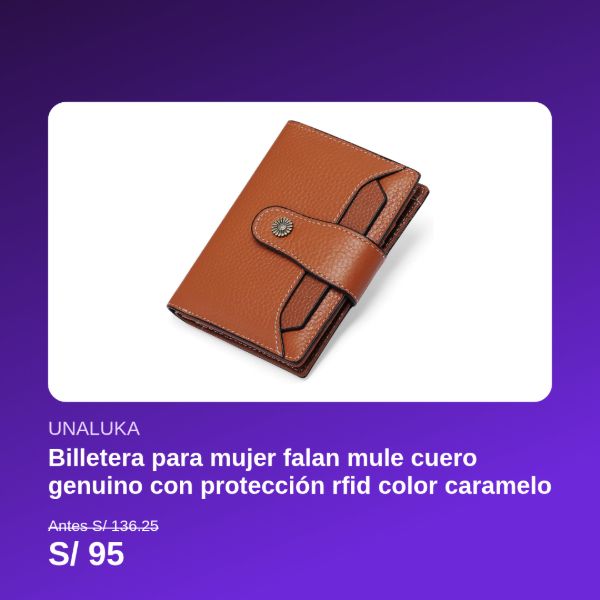 UNALUKA
Billetera para mujer falan mule cuero
genuino con protección rfid color caramelo
Antes S/ 136.25
S/ 95